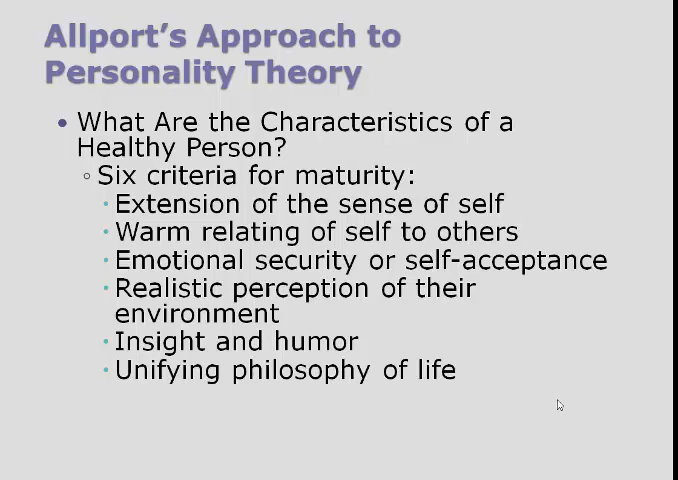 Allport’s Approach to
Personality Theory
• What Are the Characteristics of a
Healthy Person?
◦ Six criteria for maturity:
· Extension of the sense of self
· Warm relating of self to others
· Emotional security or self-acceptance
· Realistic perception of their
environment
· Insight and humor
· Unifying philosophy of life